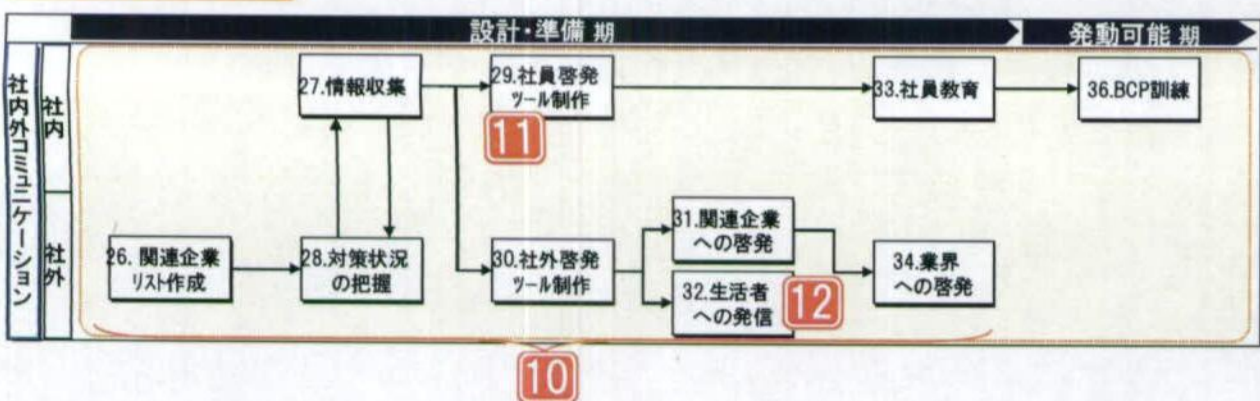 設計・準備 期
発動可能 期
社内外コミュニケーション
社内
27.情報収集
29.社員啓発
ツール制作
11
33.社員教育
36.BCP訓練
社外
26. 関連企業
リスト作成
28.対策状況
の把握
30.社外啓発
ツール制作
31.関連企業
への啓発
32.生活者
への発信
12
34.業界
への啓発
10